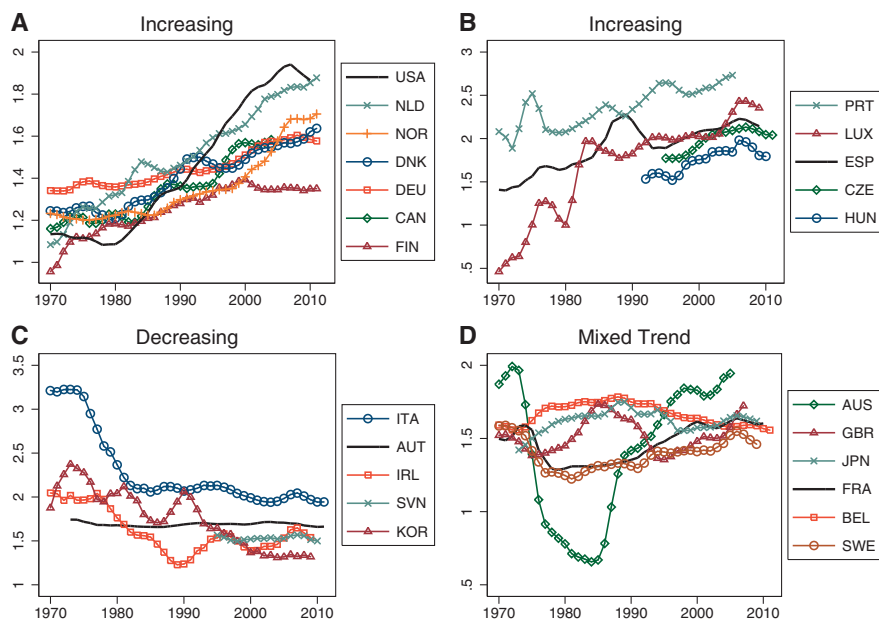 A Increasing
2
1.8
1.6
1.4
1.2
1
1970 1980 1990 2000 2010
USA
NLD
NOR
DNK
DEU
CAN
FIN
B Increasing
3
2.5
2
1.5
1
.5
1970 1980 1990 2000 2010
PRT
LUX
ESP
CZE
HUN
C Decreasing
3.5
3
2.5
2
1.5
1
1970 1980 1990 2000 2010
ITA
AUT
IRL
SVN
KOR
D Mixed Trend
2
1.5
1
.5
1970 1980 1990 2000 2010
AUS
GBR
JPN
FRA
BEL
SWE